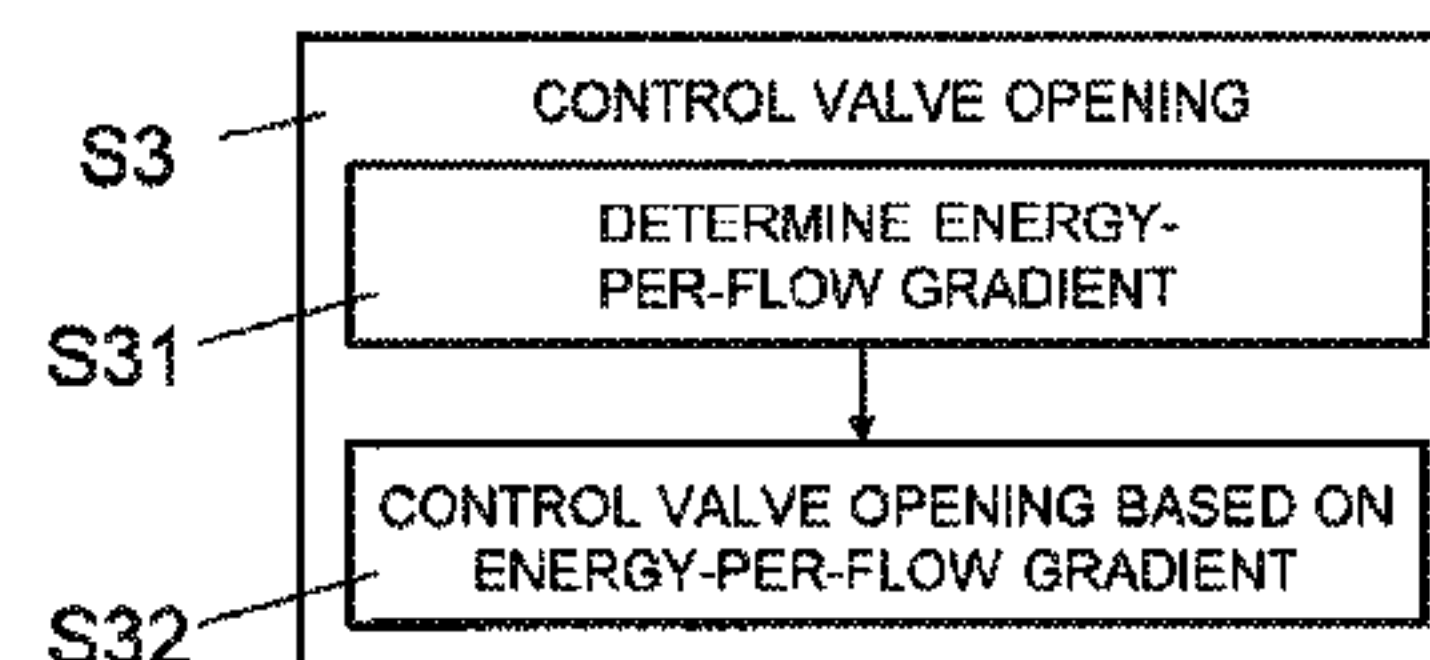 CONTROL VALVE OPENING
S3
DETERMINE ENERGY-
PER-FLOW GRADIENT
S31
CONTROL VALVE OPENING BASED ON
ENERGY-PER-FLOW GRADIENT
S32